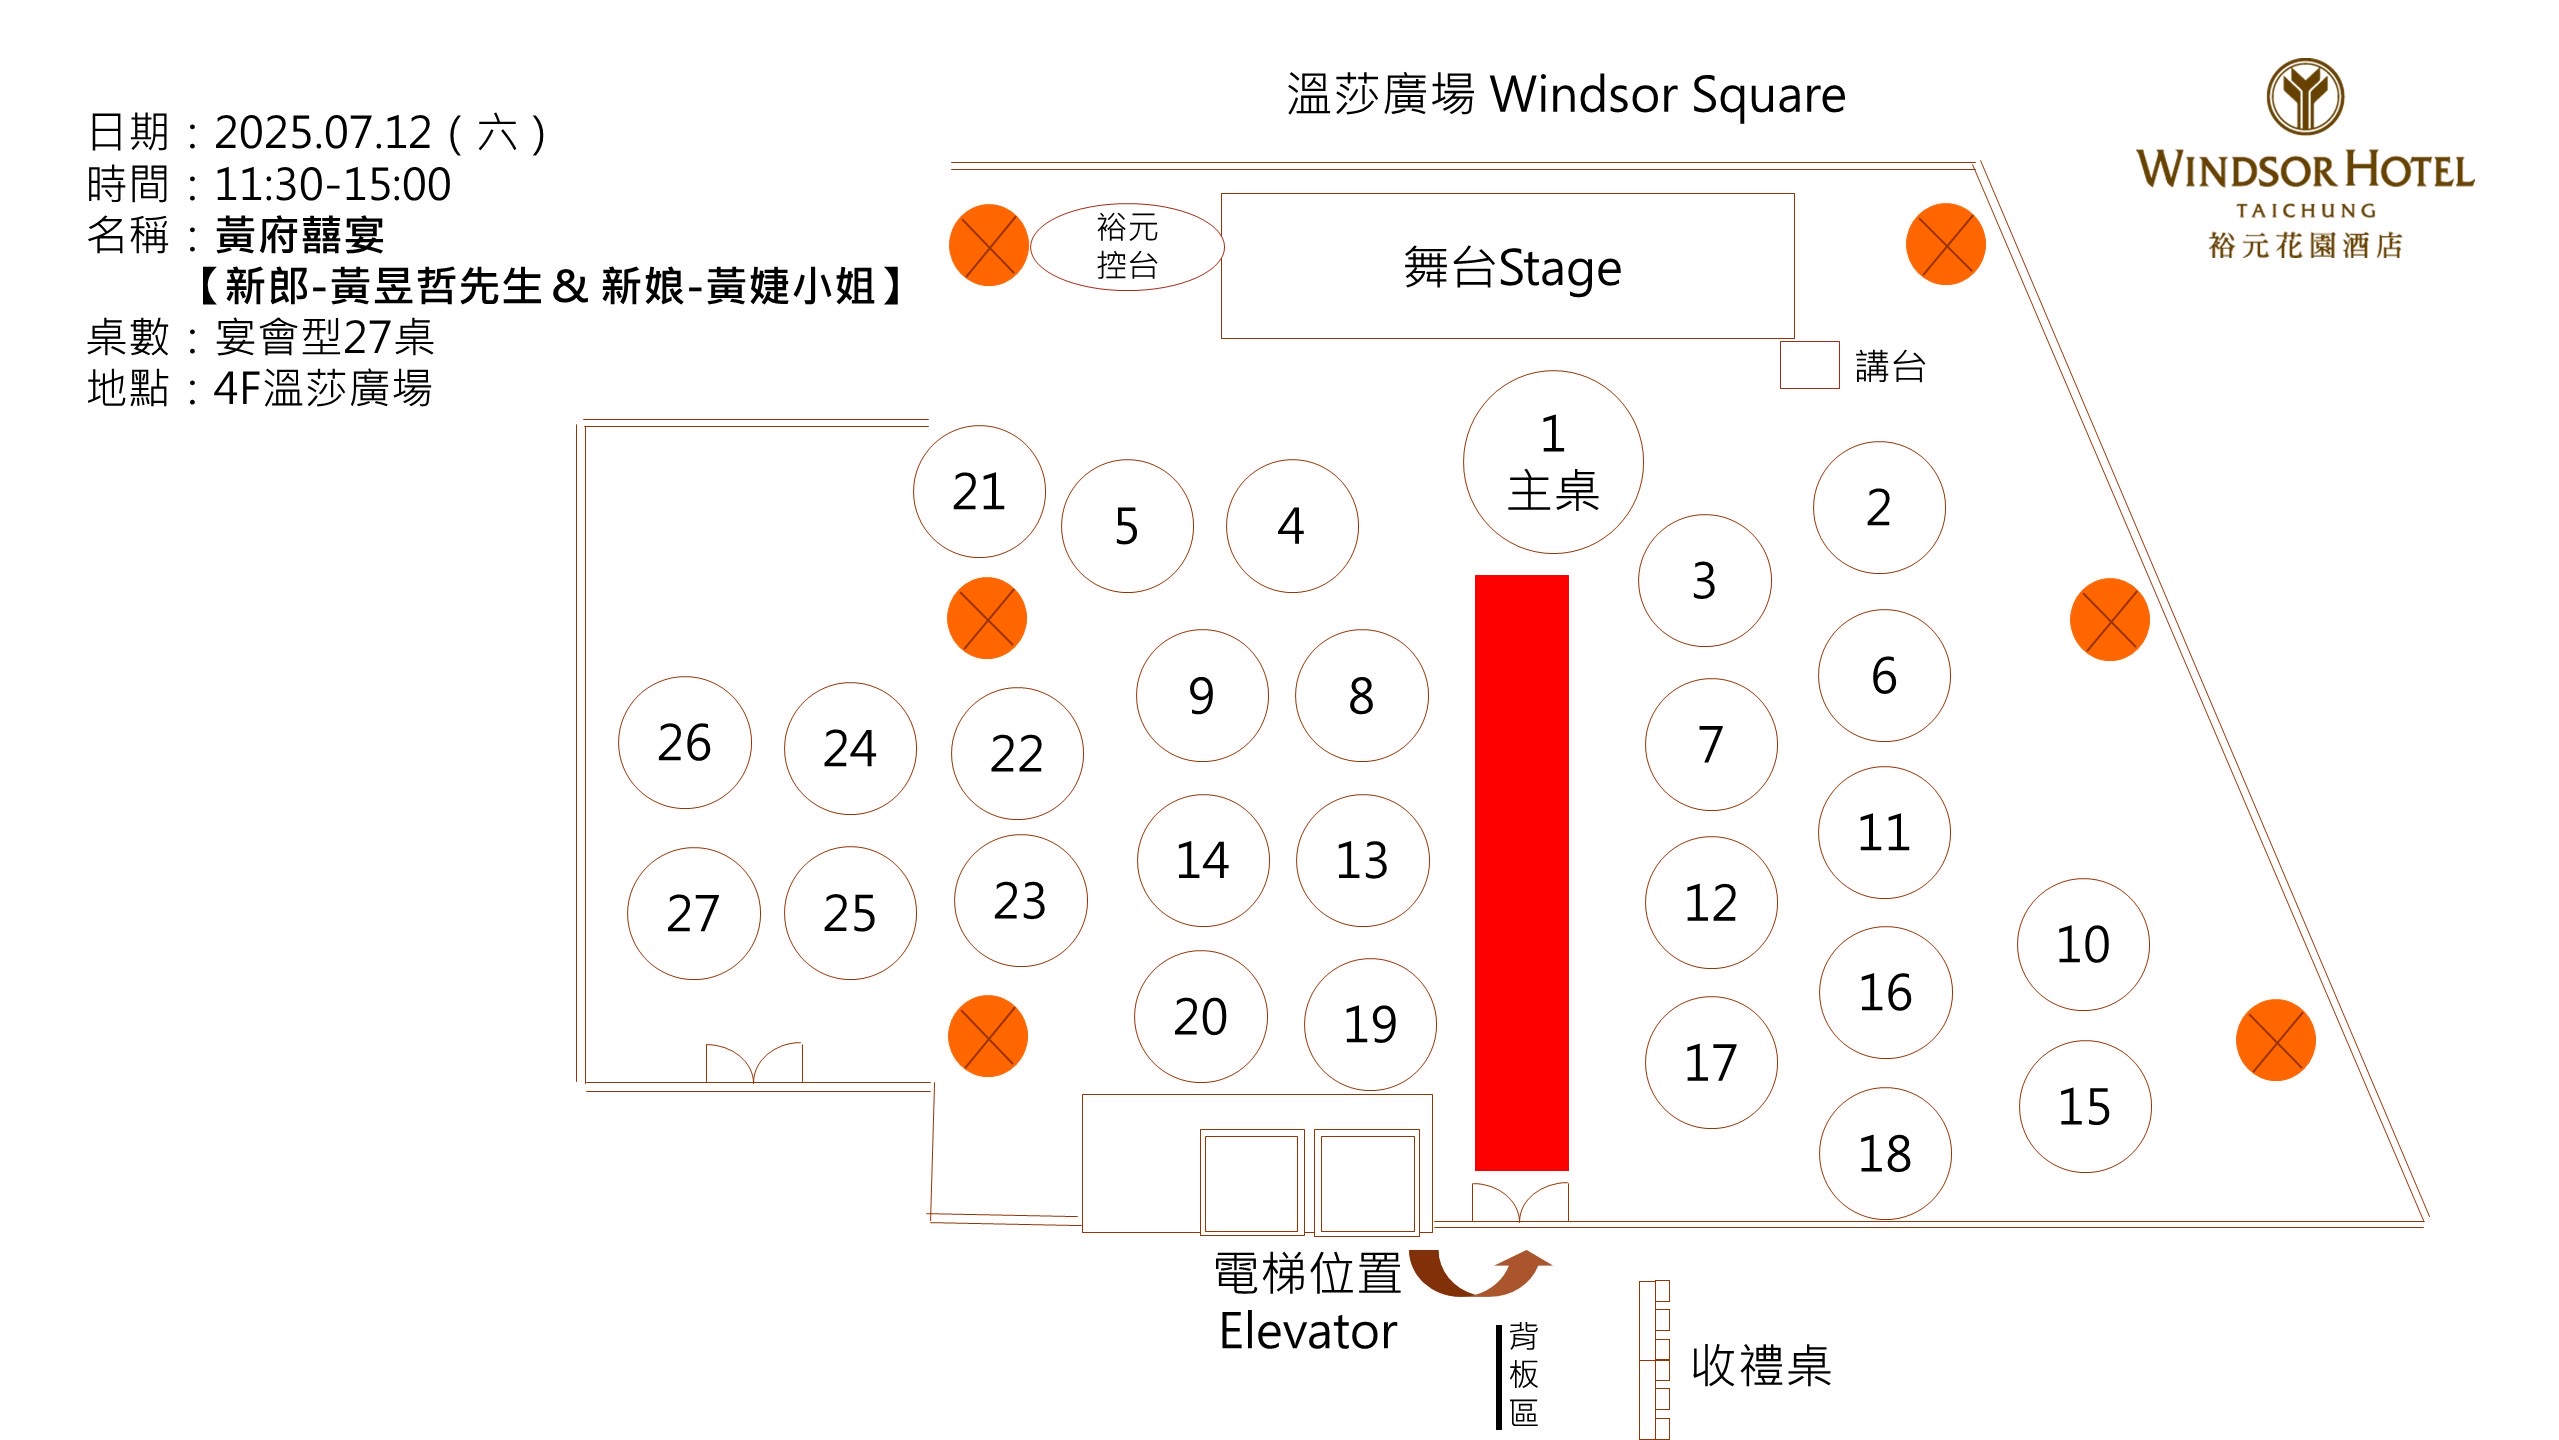 溫莎廣場 Windsor Square
WINDSOR HOTEL
TAICHUNG
裕元花園酒店
日期：2025.07.12（六）
時間：11:30-15:00
名稱：黃府囍宴
【新郎-黃昱哲先生＆ 新娘-黃婕小姐】
桌數：宴會型27桌
地點：4F溫莎廣場
裕元
控台
舞台Stage
講台
1
主桌
21
5
4
2
3
9
8
6
7
26
24
22
14
13
11
12
27
25
23
10
20
19
16
17
15
18
電梯位置
Elevator
背
板
區
收禮桌